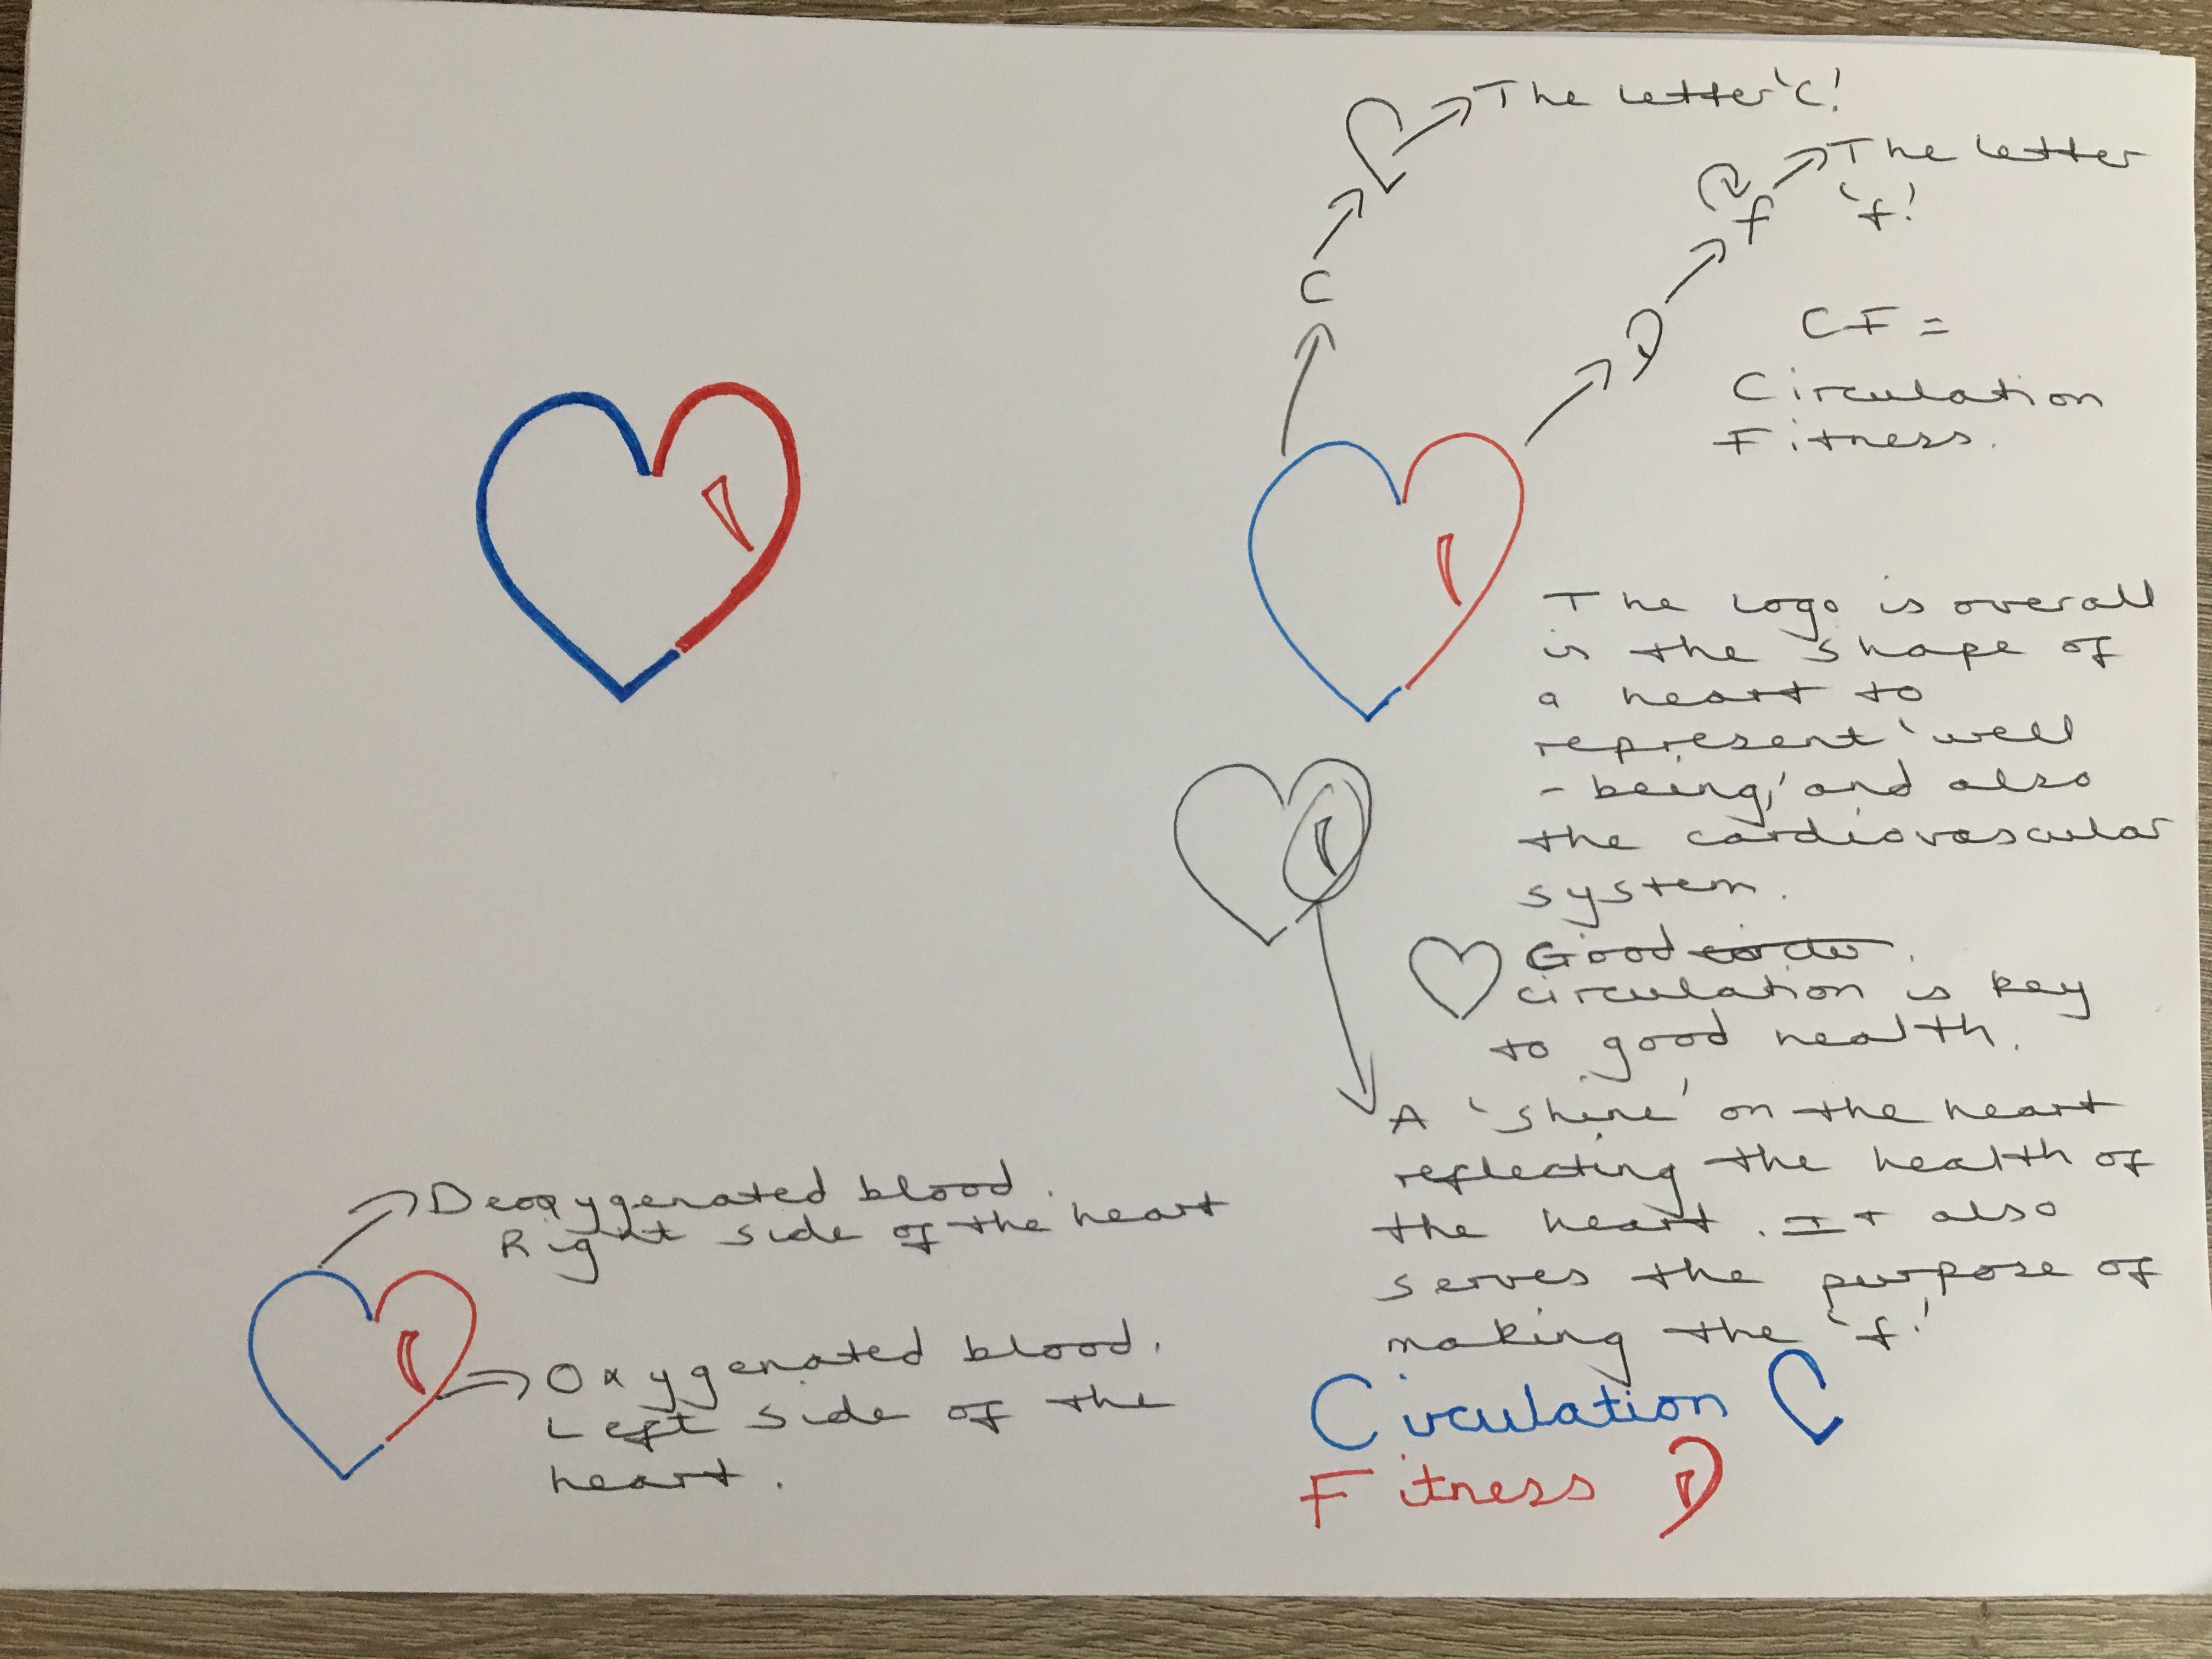 The letter 'C'.
The letter
'f'.
f
C
CF =
Circulation
Fitness.
The logo is overall
is the shape of
a heart to
represent 'well
-being,' and also
the cardiovascular
system.
Good
circulation is key
to good health.
A 'shine' on the heart
reflecting the health of
the heart. It also
serves the purpose of
making the 'f.'
Circulation
Fitness
Deoxygenated blood.
Right side of the heart
Oxygenated blood.
Left side of the
heart.